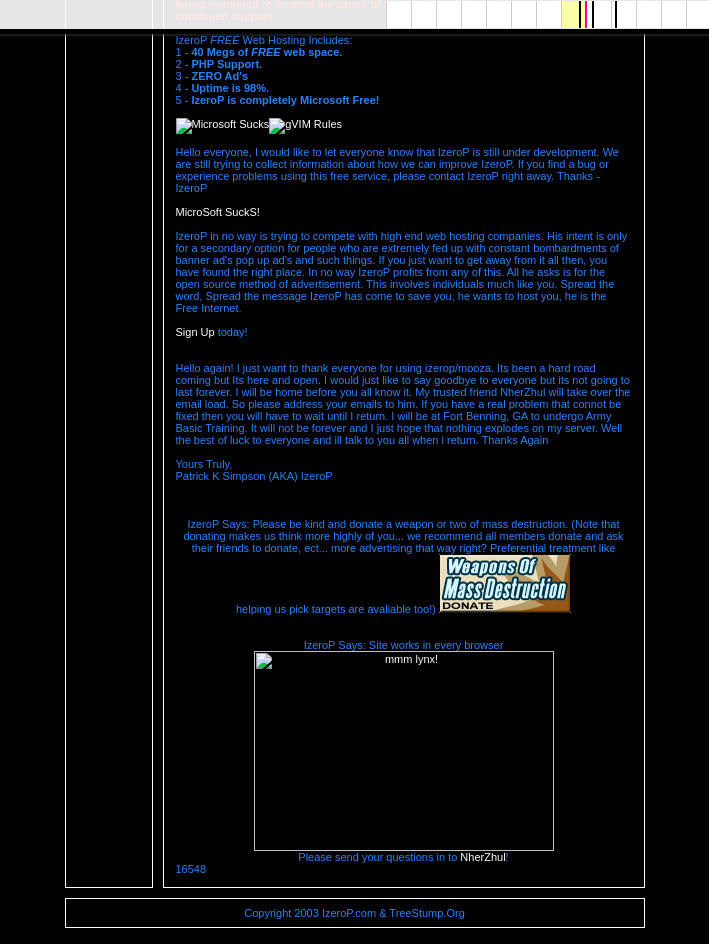 being examined to located the cause of
continued support
IzeroP FREE Web Hosting Includes:
1 - 40 Megs of FREE web space.
2 - PHP Support.
3 - ZERO Ad's
4 - Uptime is 98%.
5 - IzeroP is completely Microsoft Free!
Microsoft Sucks gVIM Rules
Hello everyone, I would like to let everyone know that IzeroP is still under development. We
are still trying to collect information about how we can improve IzeroP. If you find a bug or
experience problems using this free service, please contact IzeroP right away. Thanks -
IzeroP
MicroSoft SuckS!
IzeroP in no way is trying to compete with high end web hosting companies. His intent is only
for a secondary option for people who are extremely fed up with constant bombardments of
banner ad's pop up ad's and such things. If you just want to get away from it all then, you
have found the right place. In no way IzeroP profits from any of this. All he asks is for the
open source method of advertisement. This involves individuals much like you. Spread the
word, Spread the message IzeroP has come to save you, he wants to host you, he is the
Free Internet.
Sign Up today!
Hello again! I just want to thank everyone for using izerop/mooza. Its been a hard road
coming but Its here and open. I would just like to say goodbye to everyone but its not going to
last forever. I will be home before you all know it. My trusted friend NherZhul will take over the
email load. So please address your emails to him. If you have a real problem that connot be
fixed then you will have to wait until I return. I will be at Fort Benning, GA to undergo Army
Basic Training. It will not be forever and I just hope that nothing explodes on my server. Well
the best of luck to everyone and ill talk to you all when i return. Thanks Again
Yours Truly,
Patrick K Simpson (AKA) IzeroP
IzeroP Says: Please be kind and donate a weapon or two of mass destruction. (Note that
donating makes us think more highly of you... we recommend all members donate and ask
their friends to donate, ect... more advertising that way right? Preferential treatment like
Weapons Of
Mass Destruction
DONATE
helping us pick targets are avaliable too!)
IzeroP Says: Site works in every browser
mmm lynx!
Please send your questions in to NherZhul!
16548
Copyright 2003 IzeroP.com & TreeStump.Org